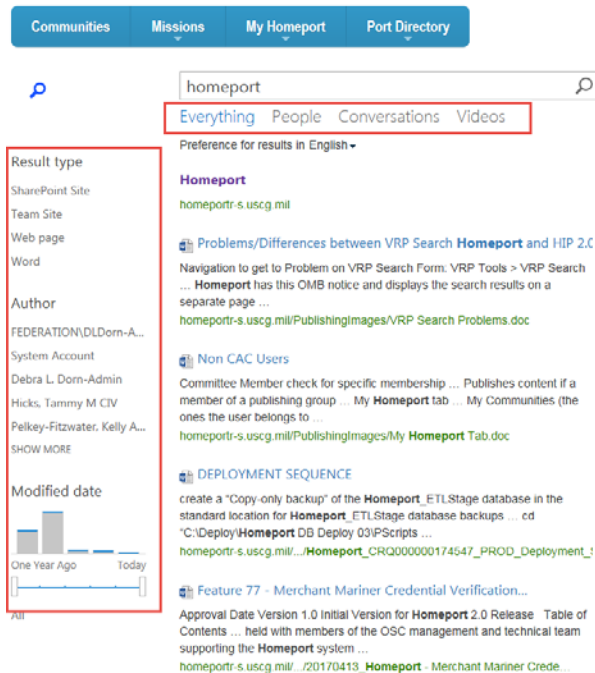 Communities Missions My Homeport Port Directory
homeport
Everything People Conversations Videos
Preference for results in English
Result type
SharePoint Site
Team Site
Web page
Word
Author
FEDERATION\DLDorn-A...
System Account
Debra L. Dorn-Admin
Hicks, Tammy M CIV
Pelkey-Fitzwater, Kelly A...
SHOW MORE
Modified date
One Year Ago Today
All
Homeport
homeportr-s.uscg.mil
Problems/Differences between VRP Search Homeport and HIP 2.0
Navigation to get to Problem on VRP Search Form: VRP Tools > VRP Search
... Homeport has this OMB notice and displays the search results on a
separate page ...
homeportr-s.uscg.mil/PublishingImages/VRP Search Problems.doc
Non CAC Users
Committee Member check for specific membership ... Publishes content if a
member of a publishing group ... My Homeport tab ... My Communities (the
ones the user belongs to ...
homeportr-s.uscg.mil/PublishingImages/My Homeport Tab.doc
DEPLOYMENT SEQUENCE
create a "Copy-only backup" of the Homeport_ETLStage database in the
standard location for Homeport_ETLStage database backups ... cd
"C:\Deploy\Homeport DB Deploy 03\PScripts ...
homeportr-s.uscg.mil/.../Homeport_CRQ000000174547_PROD_Deployment_S
Feature 77 - Merchant Mariner Credential Verification...
Approval Date Version 1.0 Initial Version for Homeport 2.0 Release Table of
Contents ... held with members of the OSC management and technical team
supporting the Homeport system ...
homeportr-s.uscg.mil/.../20170413_Homeport - Merchant Mariner Crede...